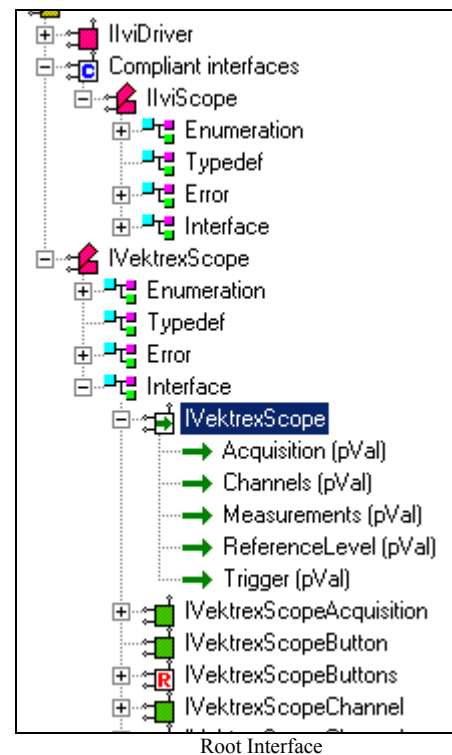 IIviDriver
C Compliant interfaces
IIviScope
Enumeration
Typedef
Error
Interface
IVektrexScope
Enumeration
Typedef
Error
Interface
IVektrexScope
Acquisition (pVal)
Channels (pVal)
Measurements (pVal)
ReferenceLevel (pVal)
Trigger (pVal)
IVektrexScopeAcquisition
IVektrexScopeButton
R IVektrexScopeButtons
IVektrexScopeChannel
Root Interface